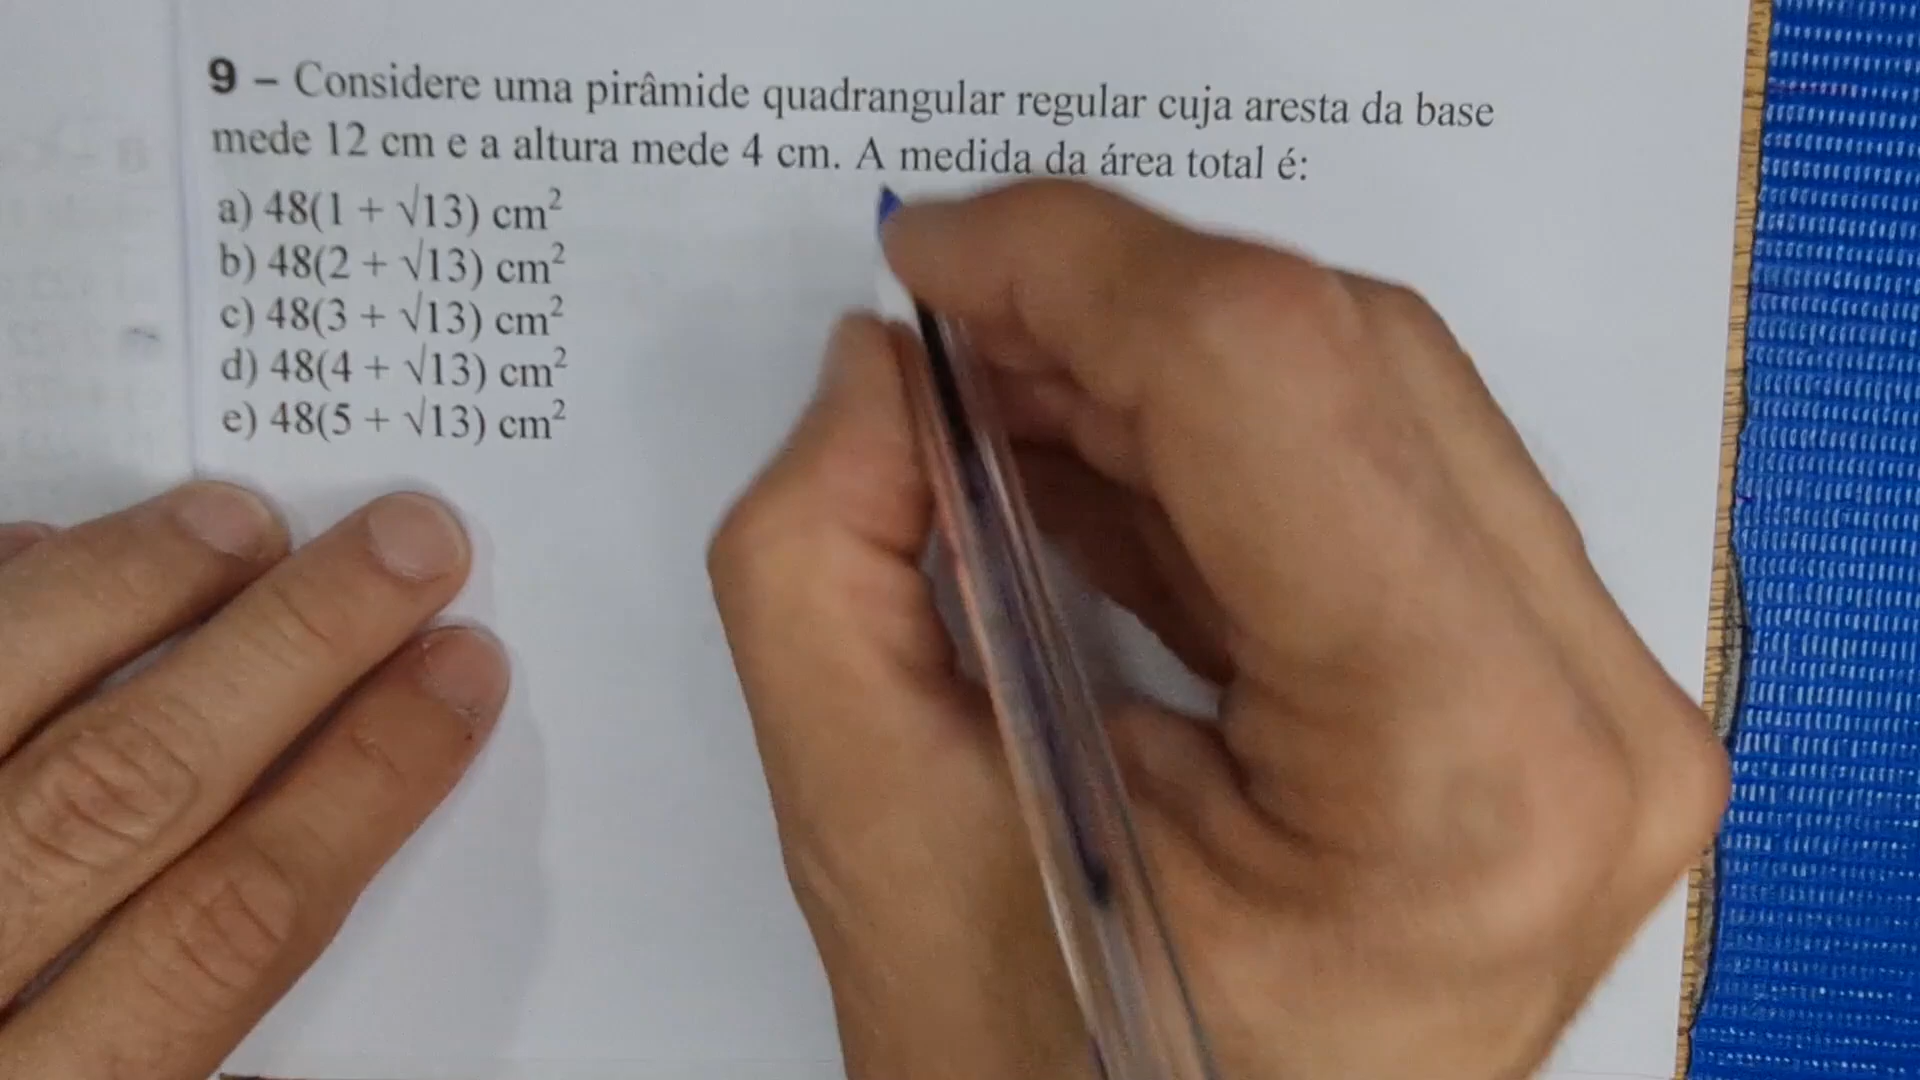 9 – Considere uma pirâmide quadrangular regular cuja aresta da base
mede 12 cm e a altura mede 4 cm. A medida da área total é:
a) 48(1 + √13) cm²
b) 48(2 + √13) cm²
c) 48(3 + √13) cm²
d) 48(4 + √13) cm²
e) 48(5 + √13) cm²